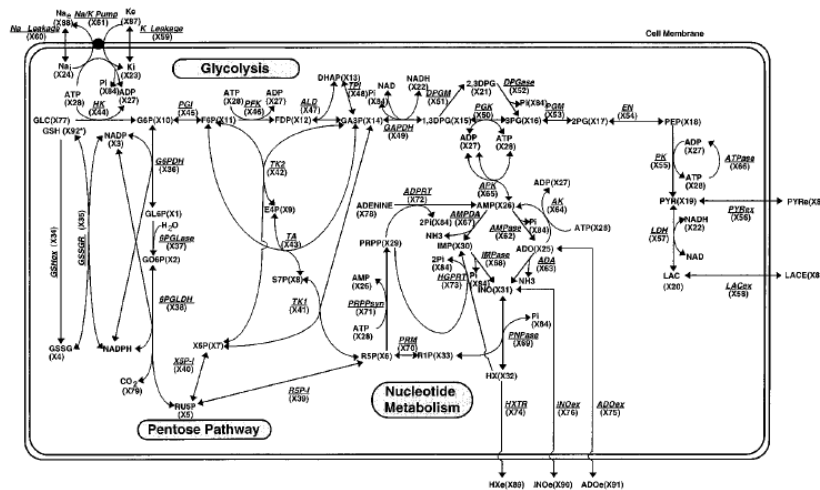 Na Leakage
(X60)
Na/K Pump
(X61)
K Leakage
(X59)
Ke
(X87)
(X88)
Cell Membrane
Nai
(X24)
Ki
(X23)
Pi
(X84)
ADP
(X27)
ATP
(X28)
HK
(X44)
Glycolysis
GLC(X77)
G6P(X10)
PGI
(X45)
F6P(X11)
ATP
(X28)
PFK
(X46)
ADP
(X27)
FDP(X12)
ALD
(X47)
DHAP(X13)
TPI
(X48)
GA3P(X14)
Pi
(X84)
NAD
NADH
(X22)
GAPDH
(X49)
1,3DPG(X15)
DPGM
(X51)
2,3DPG
(X21)
DPGase
(X52)
Pi(X84)
PGK
(X50)
3PG(X16)
PGM
(X53)
2PG(X17)
EN
(X54)
PEP(X18)
ADP
(X27)
ATP
(X28)
PK
(X55)
ADP
(X27)
ATP
(X28)
ATPase
(X66)
PYR(X19)
PYRex
(X56)
LDH
(X57)
NADH
(X22)
NAD
LAC
(X20)
LACex
(X58)
GSH (X92*)
NADP
(X3)
G6PDH
(X36)
GL6P(X1)
H2O
6PGLase
(X37)
GO6P(X2)
6PGLDH
(X38)
GSHox (X34)
GSSGR (X35)
GSSG
(X4)
NADPH
CO2
(X79)
RU5P
(X5)
X5P(X7)
X5P-I
(X40)
R5P-I
(X39)
Pentose Pathway
TK2
(X42)
E4P(X9)
TA
(X43)
S7P(X8)
TK1
(X41)
R5P(X6)
PRM
(X70)
R1P(X33)
AMP
(X26)
PRPPsyn
(X71)
ATP
(X28)
PRPP(X29)
ADENINE
(X78)
ADPRT
(X72)
2Pi(X84)
AMP(X26)
APK
(X65)
AMPDA
(X67)
NH3
IMP(X30)
AMPase
(X62)
Pi
(X84)
AK
(X64)
ADP(X27)
ATP(X28)
ADO(X25)
ADA
(X63)
NH3
2Pi
(X84)
HGPRT
(X73)
IMPase
(X68)
Pi
(X84)
INO(X31)
Pi
(X84)
PNPase
(X69)
HX(X32)
Nucleotide
Metabolism
HXTR
(X74)
INOex
(X76)
ADOex
(X75)
HXe(X89)
INOe(X90)
ADOe(X91)